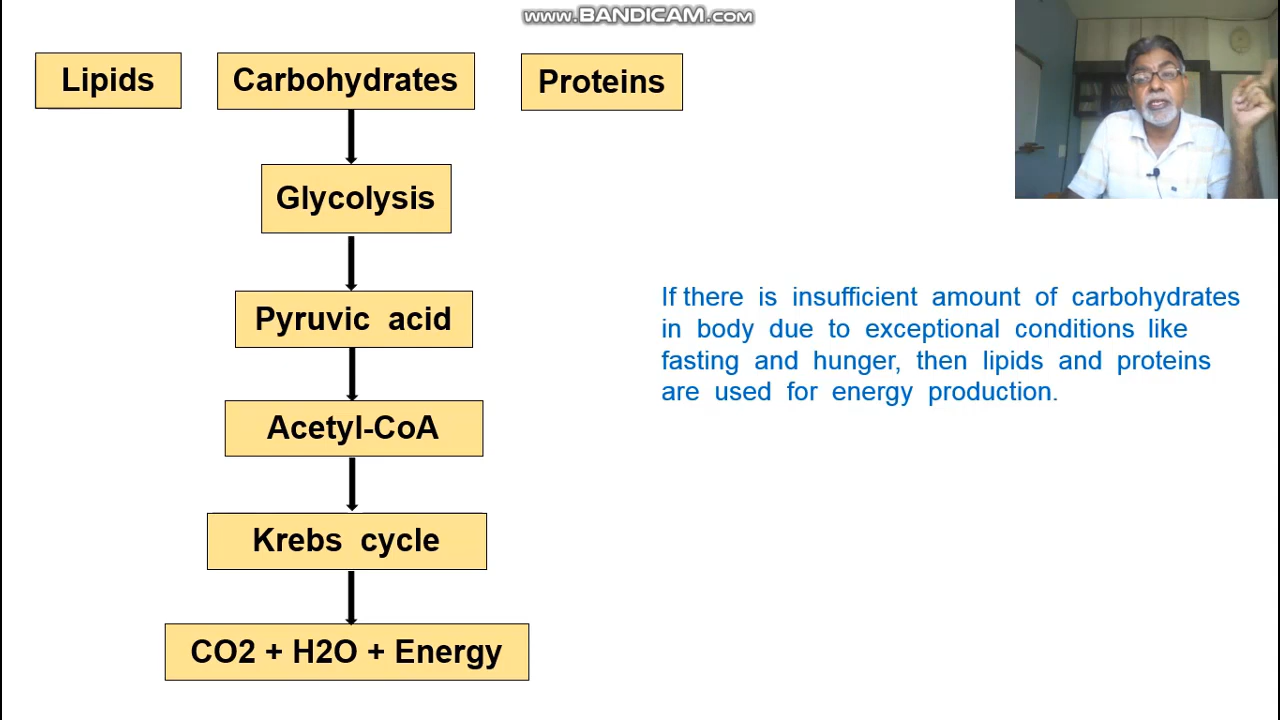 www.BANDICAM.com
Lipids
Carbohydrates
Proteins
Glycolysis
Pyruvic acid
Acetyl-CoA
Krebs cycle
CO2 + H2O + Energy
If there is insufficient amount of carbohydrates
in body due to exceptional conditions like
fasting and hunger, then lipids and proteins
are used for energy production.